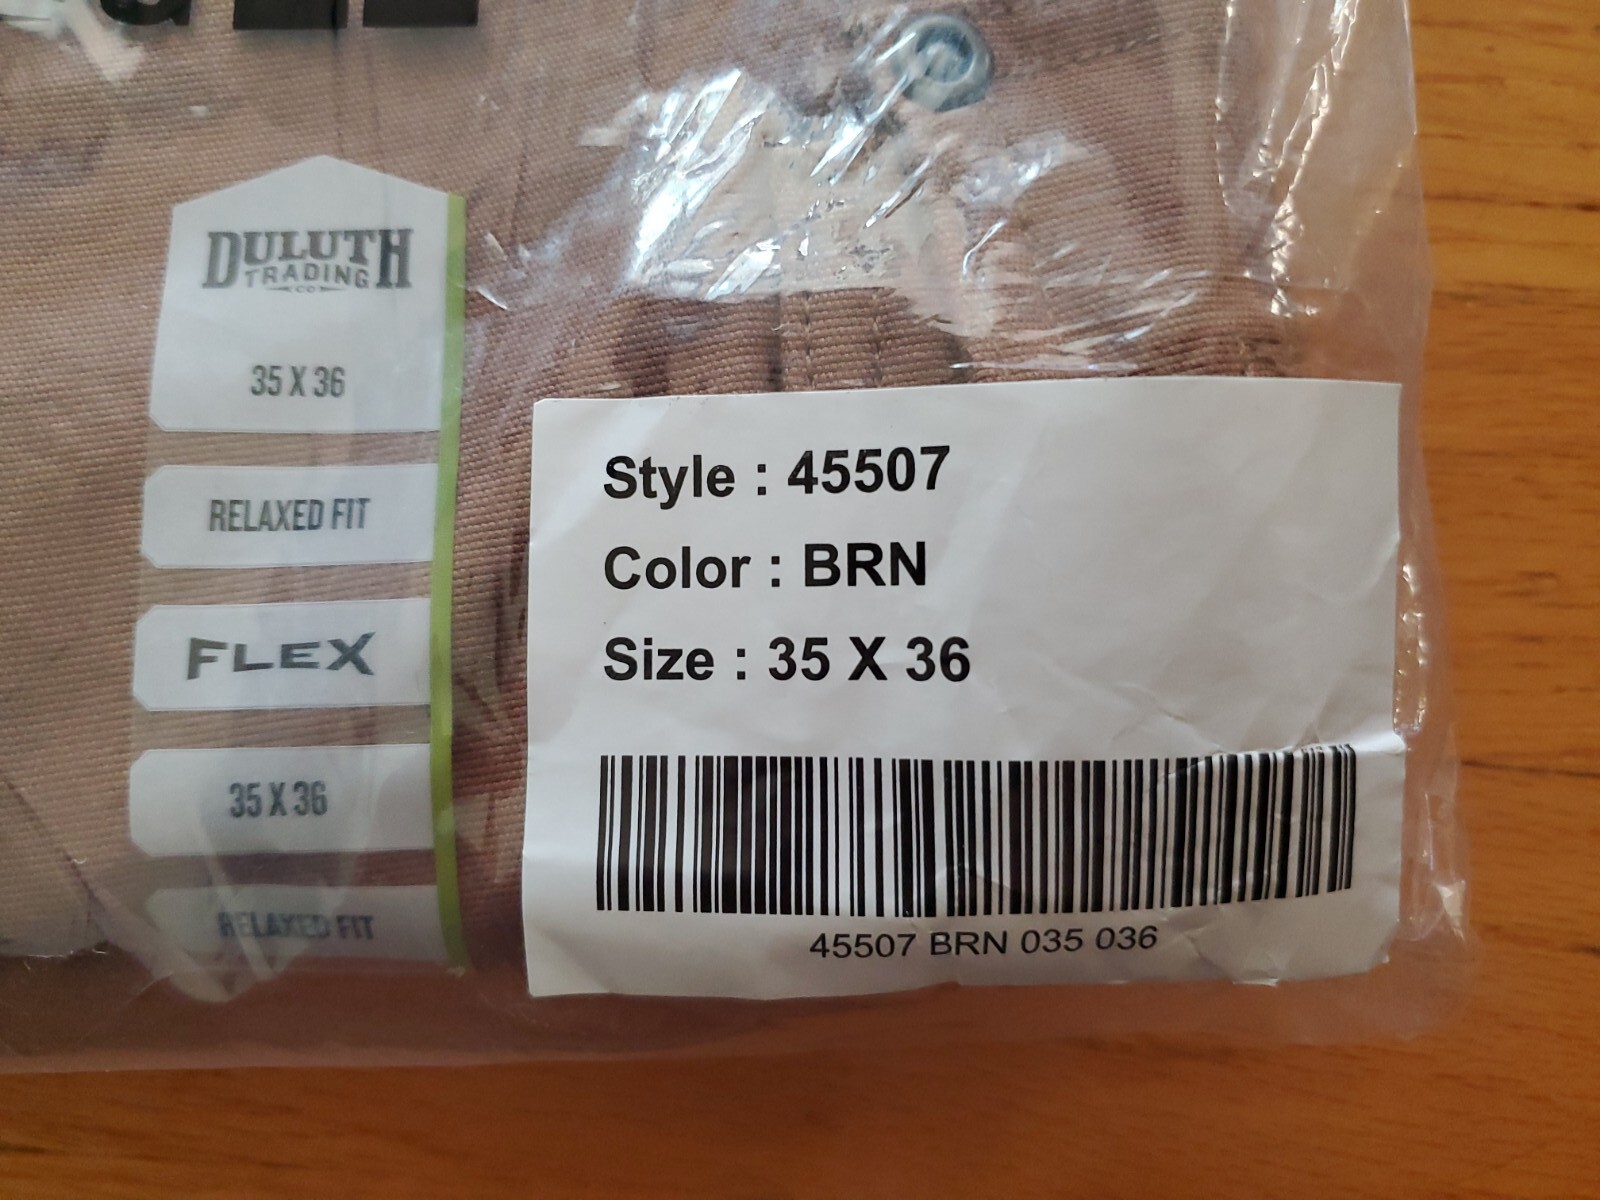 DULUTH
TRADING
CO
35 X 36
RELAXED FIT
FLEX
35 X 36
RELAXED FIT
Style : 45507
Color : BRN
Size : 35 X 36
45507 BRN 035 036